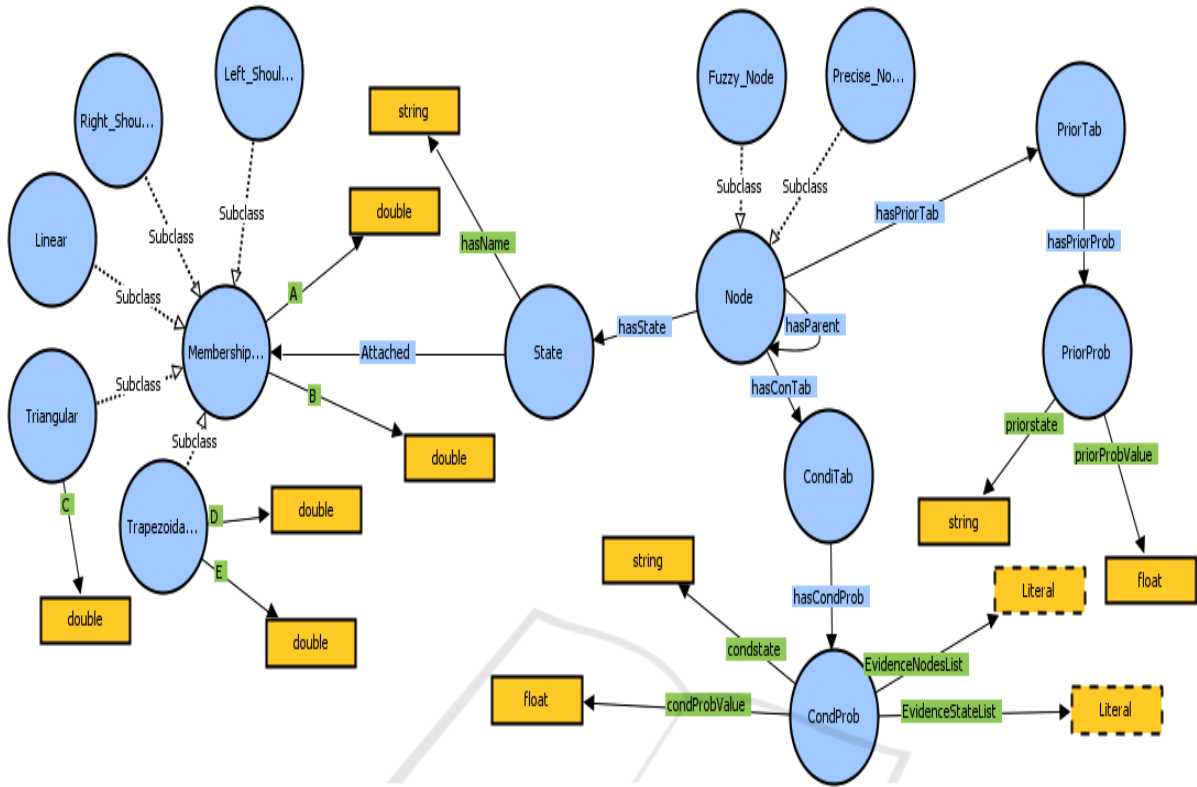 Left_Shoul...
Fuzzy_Node
Precise_No...
Right_Shou...
string
PriorTab
Subclass
Subclass
Subclass
Subclass
double
hasPriorTab
Linear
hasName
hasPriorProb
Subclass
A
Node
hasState
hasParent
Membership...
Attached
State
PriorProb
Subclass
hasConTab
B
Triangular
priorstate
Subclass
double
priorProbValue
CondiTab
C
D
double
Trapezoida...
string
string
E
float
double
double
hasCondProb
Literal
condstate
EvidenceNodesList
float
condProbValue
CondProb
EvidenceStateList
Literal